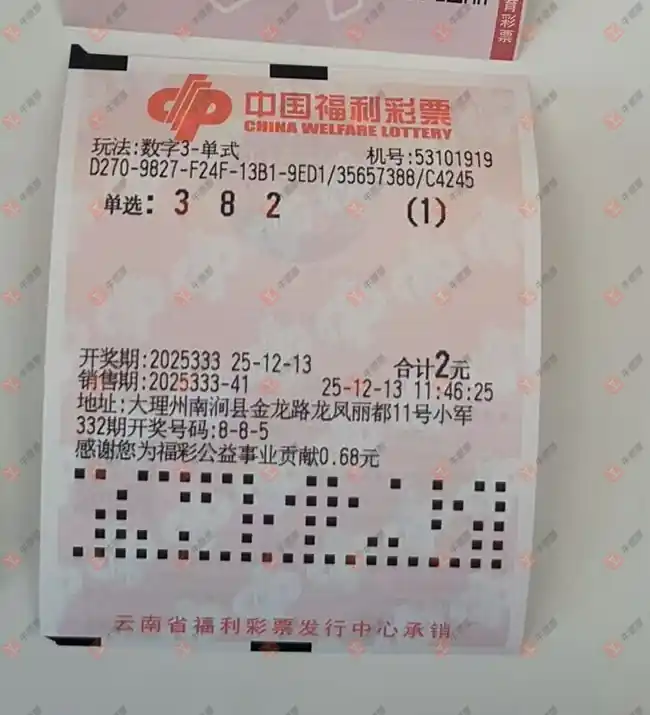 育彩票
中国福利彩票
CHINA WELFARE LOTTERY
玩法:数字3-单式 机号:53101919
D270-9827-F24F-13B1-9ED1/35657388/C4245
单选: 3 8 2 (1)
开奖期:2025333 25-12-13 合计2元
销售期:2025333-41 25-12-13 11:46:25
地址:大理州南涧县金龙路龙凤丽都11号小军
332期开奖号码:8-8-5
感谢您为福彩公益事业贡献0.68元
云南省福利彩票发行中心承销